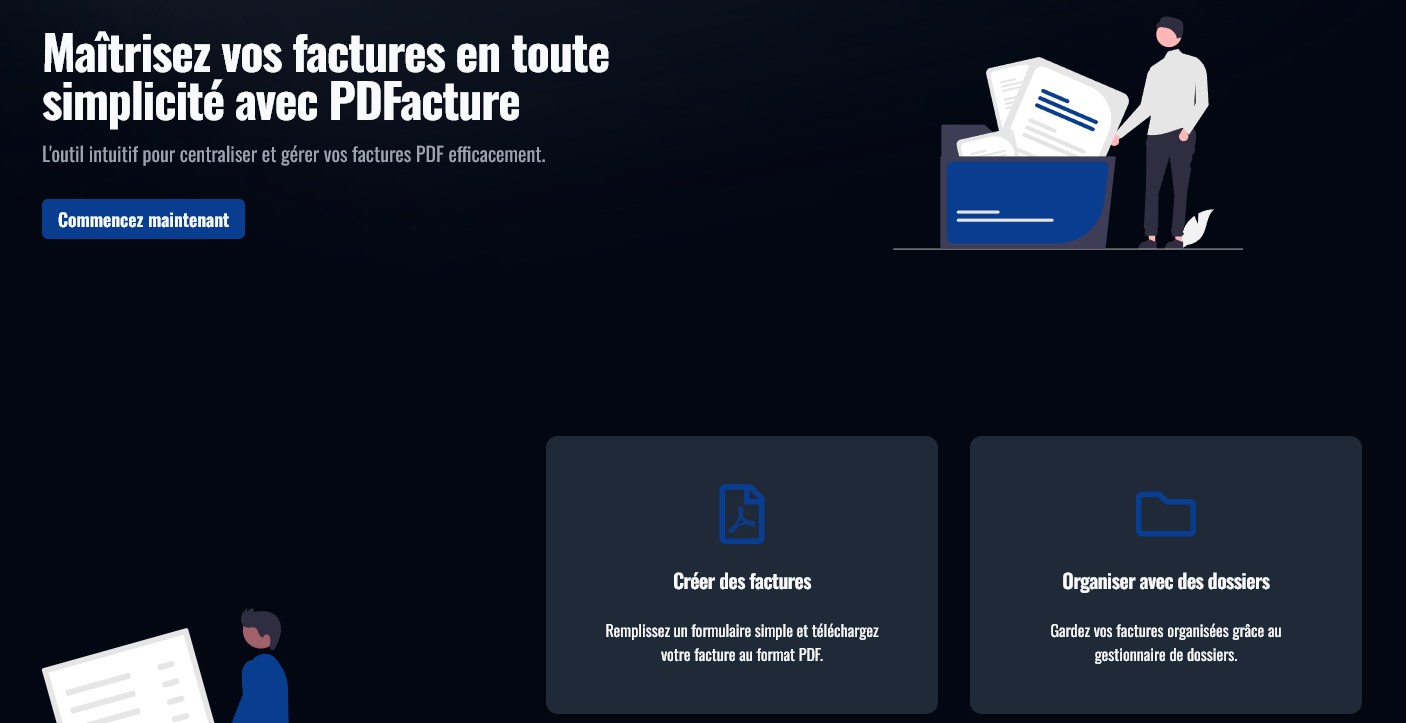 Maîtrisez vos factures en toute
simplicité avec PDFacture
L'outil intuitif pour centraliser et gérer vos factures PDF efficacement.
Commencez maintenant
Créer des factures
Remplissez un formulaire simple et téléchargez
votre facture au format PDF.
Organiser avec des dossiers
Gardez vos factures organisées grâce au
gestionnaire de dossiers.